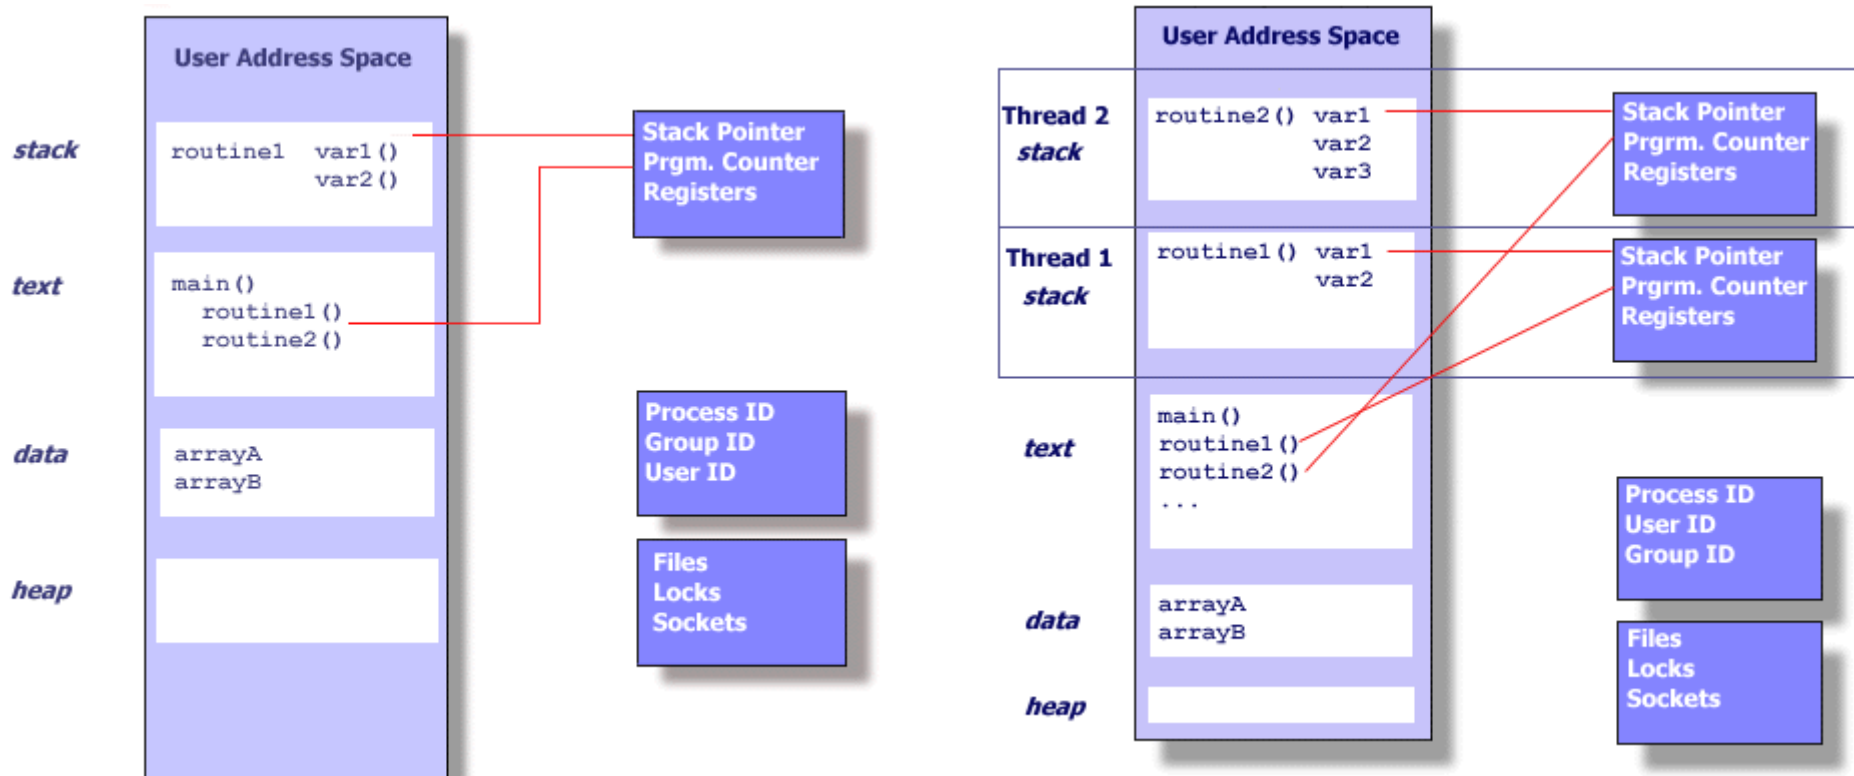 User Address Space
stack
routine1 var1()
var2()
Stack Pointer
Prgm. Counter
Registers
text
main()
routine1()
routine2()
Process ID
Group ID
User ID
data
arrayA
arrayB
Files
Locks
Sockets
heap
User Address Space
Thread 2
stack
routine2() var1
var2
var3
Stack Pointer
Prgrm. Counter
Registers
Thread 1
stack
routine1() var1
var2
Stack Pointer
Prgrm. Counter
Registers
text
main()
routine1()
routine2()
...
Process ID
User ID
Group ID
data
arrayA
arrayB
Files
Locks
Sockets
heap